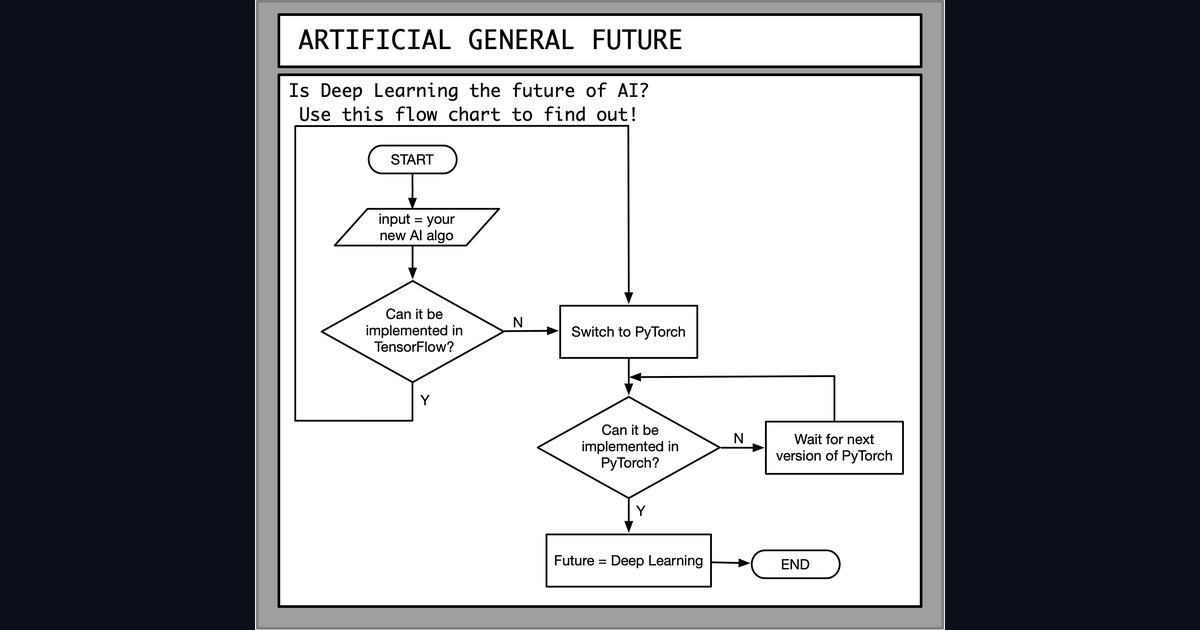 ARTIFICIAL GENERAL FUTURE
Is Deep Learning the future of AI?
Use this flow chart to find out!
START
input = your
new AI algo
Can it be
implemented in
TensorFlow?
N
Switch to PyTorch
Y
Can it be
implemented in
PyTorch?
N
Wait for next
version of PyTorch
Y
Future = Deep Learning
END